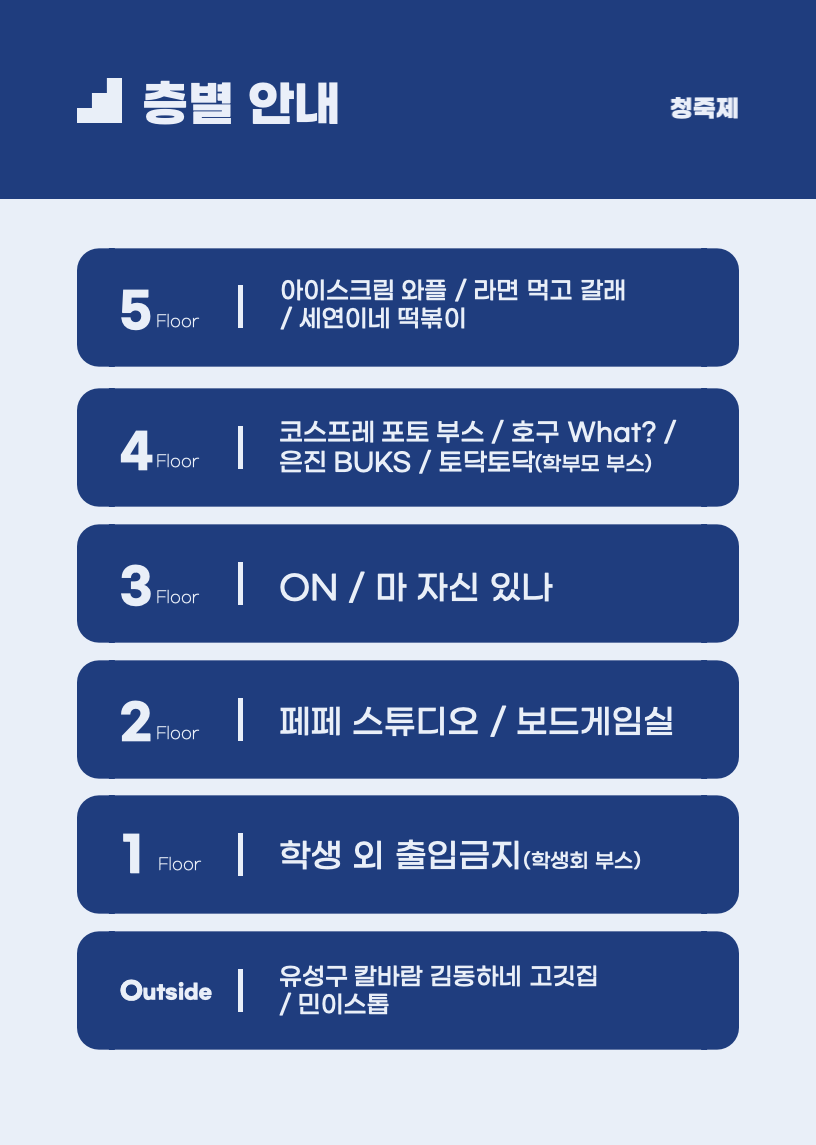 층별 안내
청죽제
5 Floor
아이스크림 와플 / 라면 먹고 갈래
/ 세연이네 떡볶이
4 Floor
코스프레 포토 부스 / 호구 What? /
은진 BUKS / 토닥토닥(학부모 부스)
3 Floor
ON / 마 자신 있나
2 Floor
페페 스튜디오 / 보드게임실
1 Floor
학생 외 출입금지(학생회 부스)
Outside
유성구 칼바람 김동하네 고깃집
/ 민이스톱